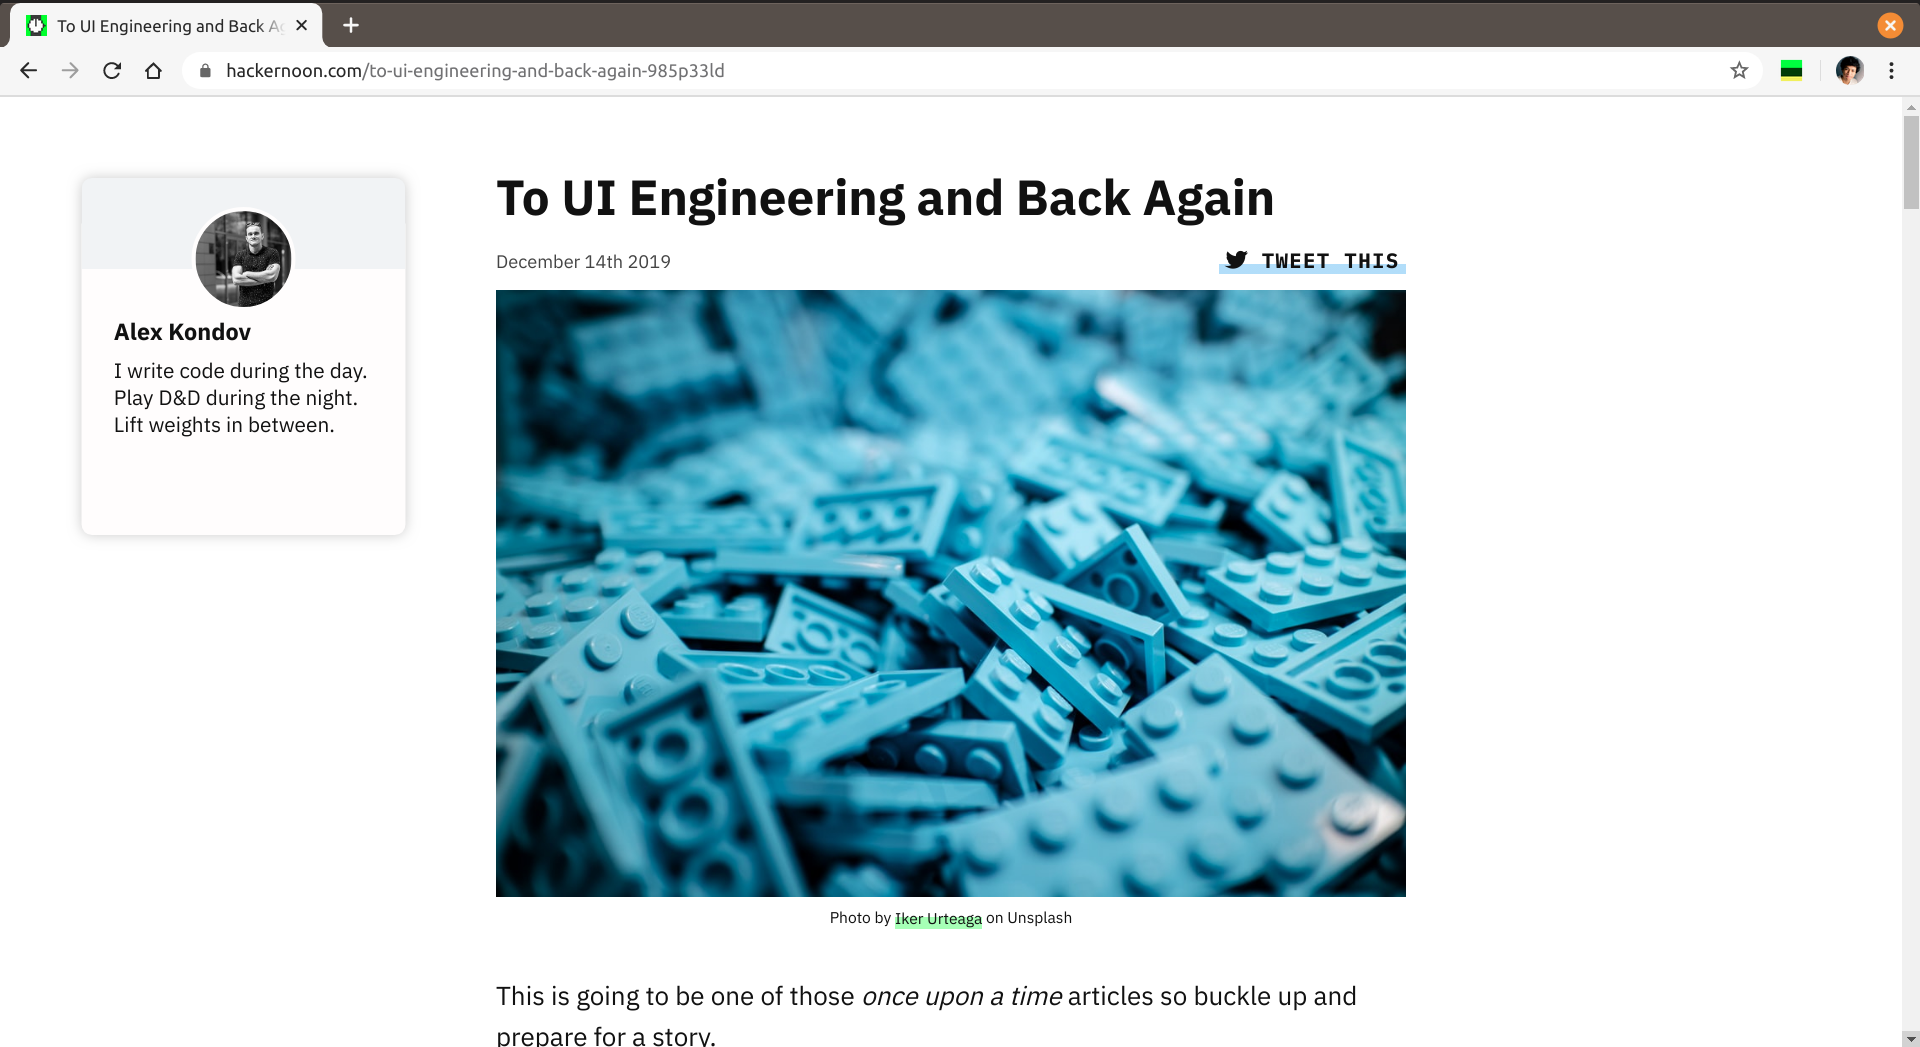 To UI Engineering and Back Ag
hackernoon.com/to-ui-engineering-and-back-again-985p33ld
To UI Engineering and Back Again
December 14th 2019
TWEET THIS
Alex Kondov
I write code during the day.
Play D&D during the night.
Lift weights in between.
Photo by Iker Urteaga on Unsplash
This is going to be one of those once upon a time articles so buckle up and
prepare for a story.